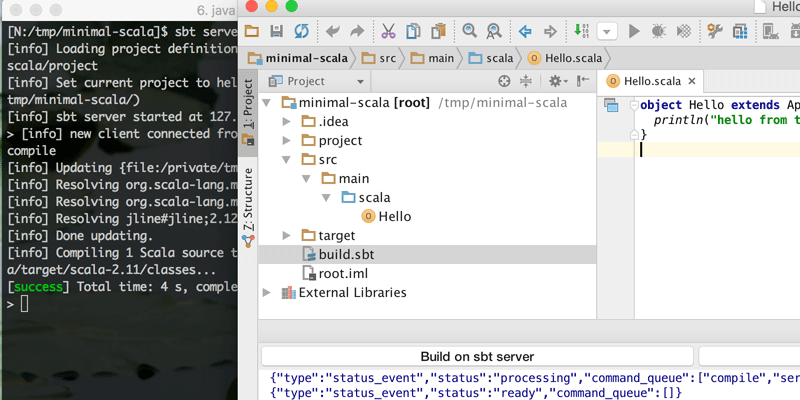 6. java
[N:/tmp/minimal-scala]$ sbt serve
[info] Loading project definition
scala/project
[info] Set current project to hel
tmp/minimal-scala/)
[info] sbt server started at 127.
> [info] new client connected fro
compile
[info] Updating {file:/private/tm
[info] Resolving org.scala-lang.m
[info] Resolving org.scala-lang.m
[info] Resolving jline#jline;2.12
[info] Done updating.
[info] Compiling 1 Scala source t
a/target/scala-2.11/classes...
[success] Total time: 4 s, comple
>
Hello
minimal-scala
src
main
scala
Hello.scala
Project
1: Project
Z: Structure
minimal-scala [root] /tmp/minimal-scala
.idea
project
src
main
scala
Hello
target
build.sbt
root.iml
External Libraries
Hello.scala
object Hello extends Ap
println("hello from t
}
Build on sbt server
{"type":"status_event","status":"processing","command_queue":["compile","ser
{"type":"status_event","status":"ready","command_queue":[]}